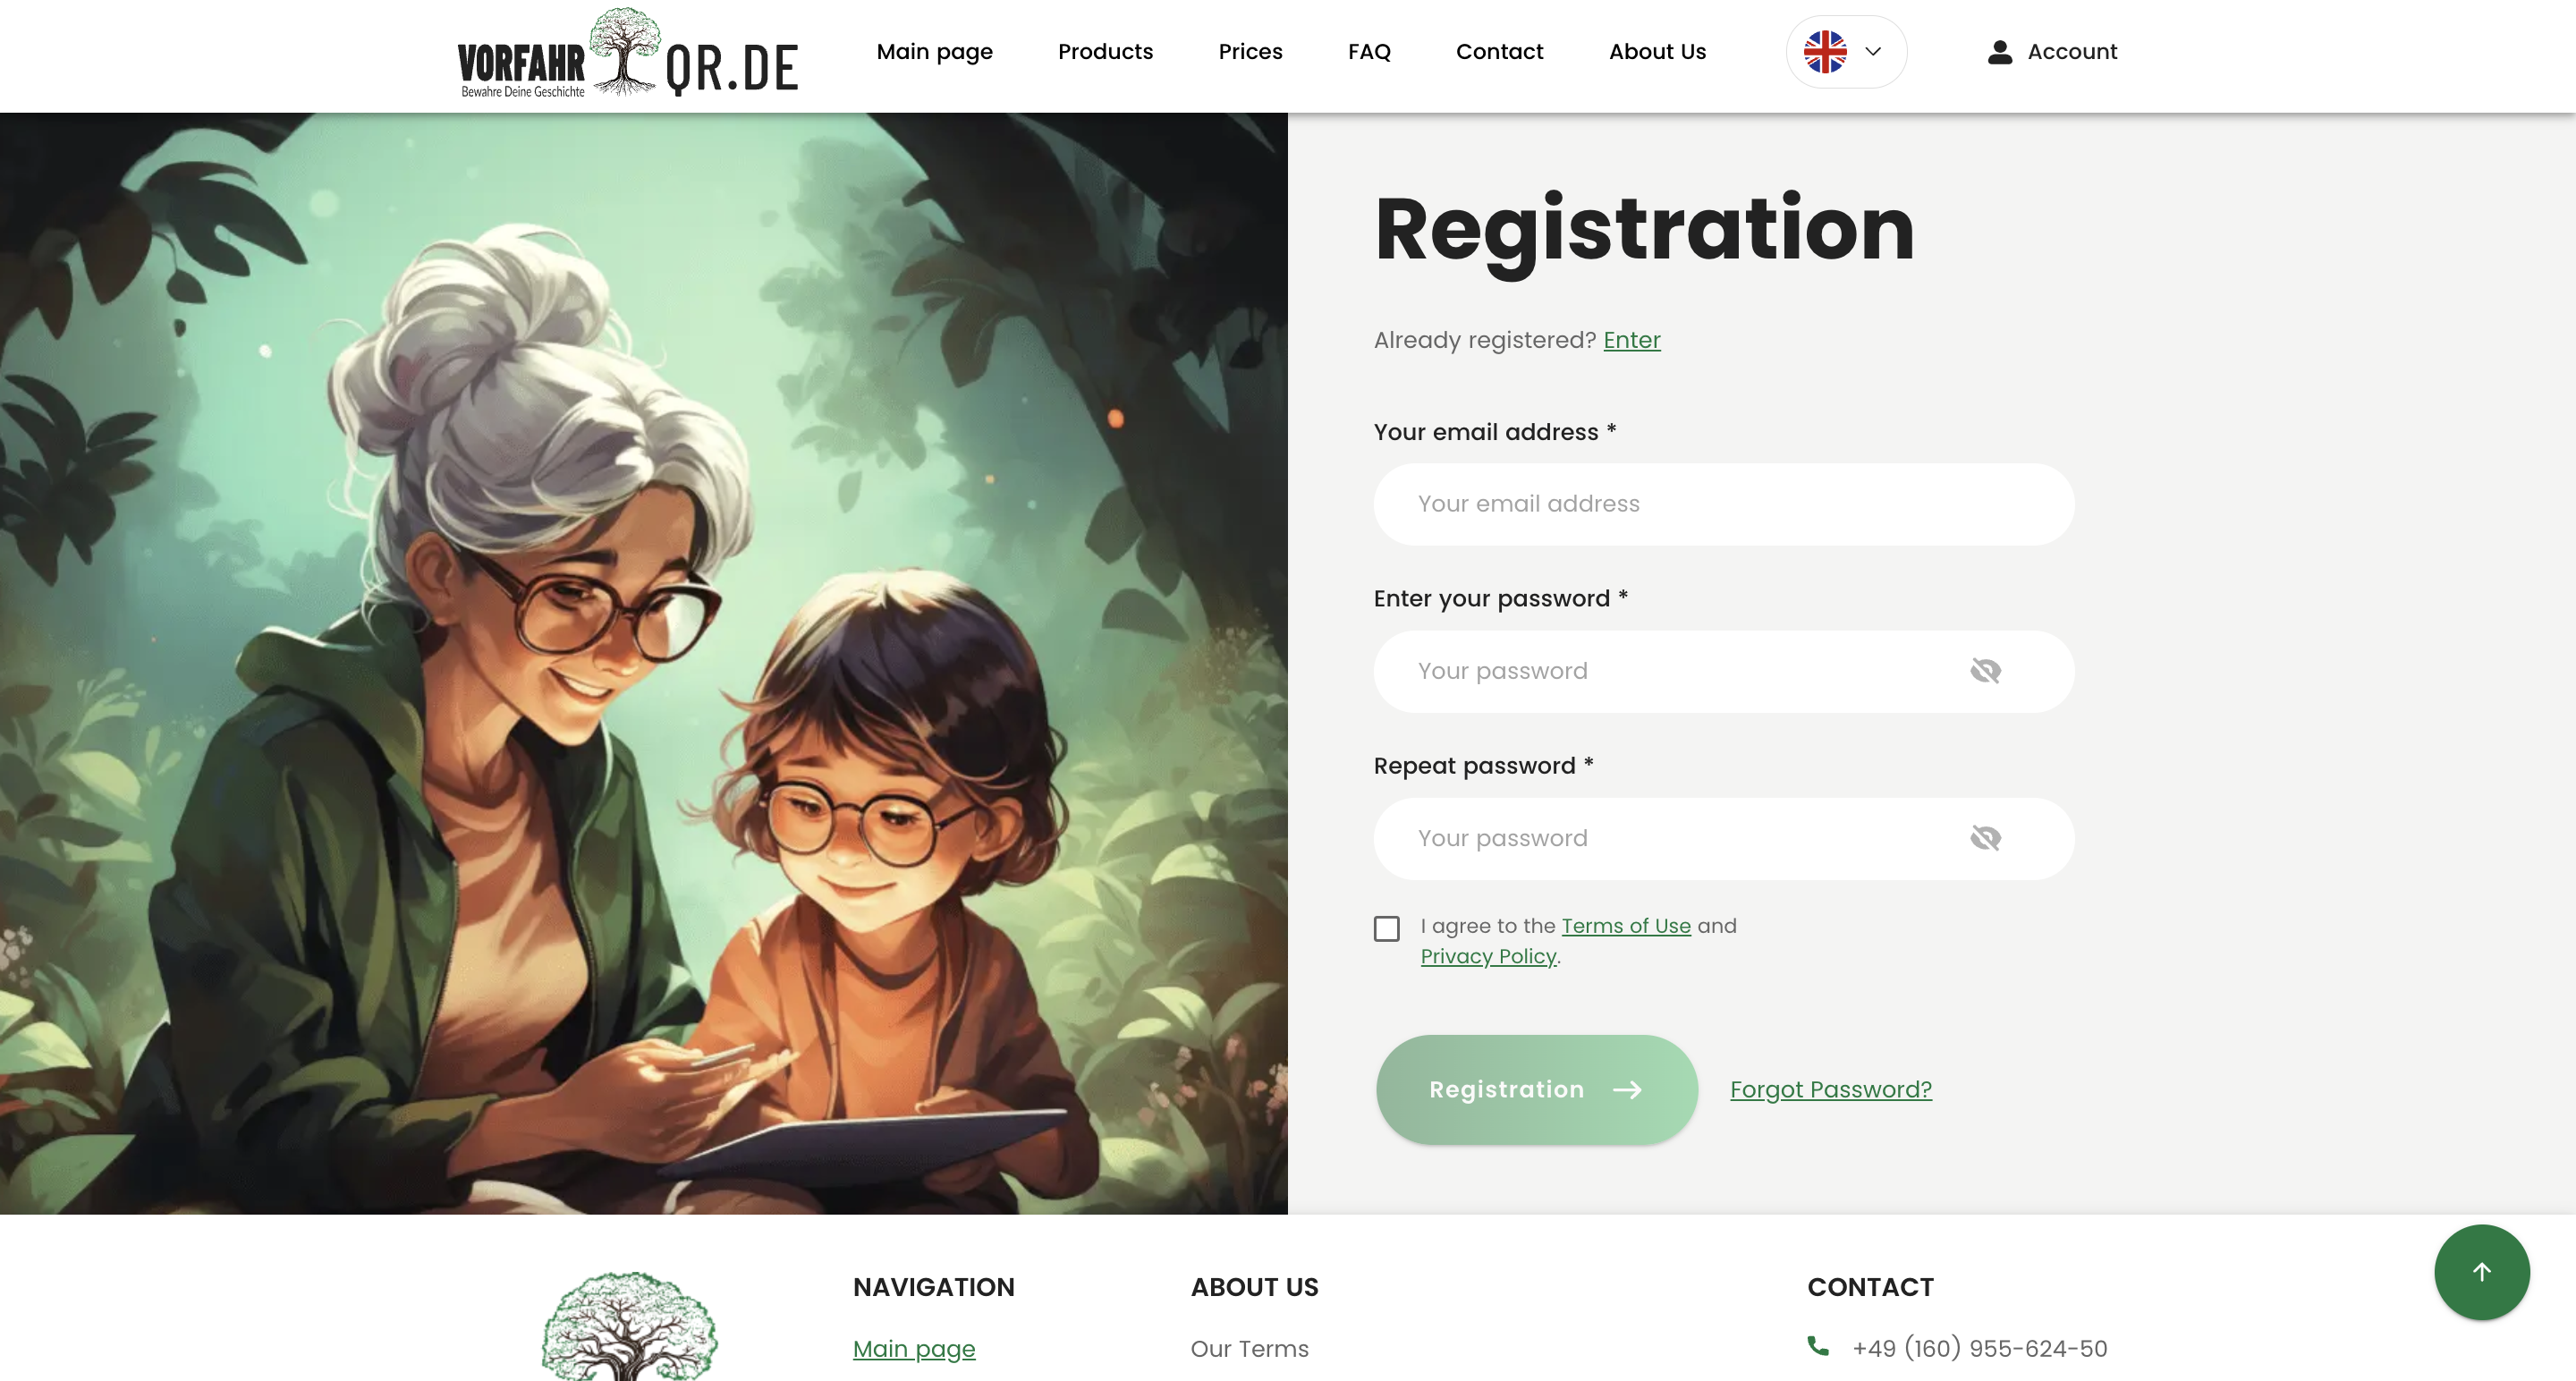 VORFAHR QR.DE
Bewahre Deine Geschichte
Main page
Products
Prices
FAQ
Contact
About Us
Account
Registration
Already registered? Enter
Your email address *
Your email address
Enter your password *
Your password
Repeat password *
Your password
I agree to the Terms of Use and
Privacy Policy.
Registration
Forgot Password?
NAVIGATION
Main page
ABOUT US
Our Terms
CONTACT
+49 (160) 955-624-50